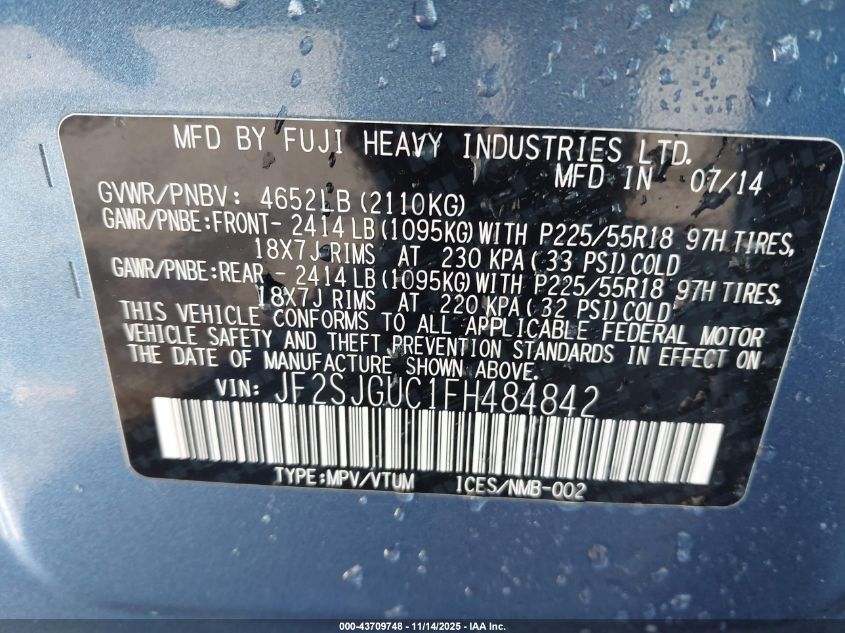 MFD BY FUJI HEAVY INDUSTRIES LTD.
MFD IN 07/14
GVWR/PNBV: 4652LB (2110KG)
GAWR/PNBE:FRONT- 2414LB (1095KG) WITH P225/55R18 97H TIRES,
18X7J RIMS AT 230 KPA (33 PSI) COLD
GAWR/PNBE:REAR - 2414LB (1095KG) WITH P225/55R18 97H TIRES,
18X7J RIMS AT 220 KPA (32 PSI) COLD
THIS VEHICLE CONFORMS TO ALL APPLICABLE FEDERAL MOTOR
VEHICLE SAFETY AND THEFT PREVENTION STANDARDS IN EFFECT ON
THE DATE OF MANUFACTURE SHOWN ABOVE.
VIN: JF2SJGUC1FH484842
TYPE:MPV/VTUM ICES/NMB-002
000-43709748 - 11/14/2025 - IAA Inc.